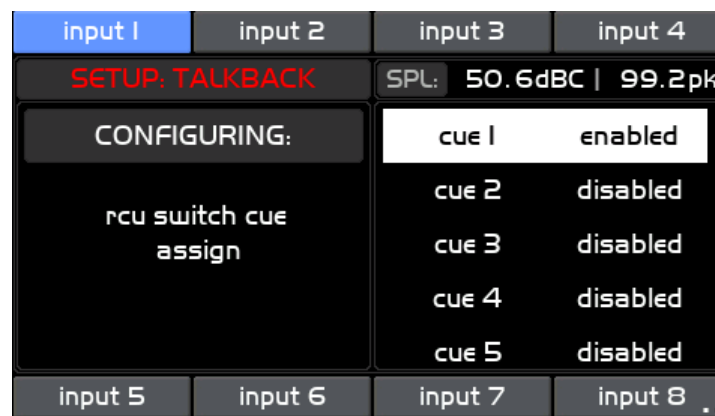 input 1 input 2 input 3 input 4
SETUP: TALKBACK SPL: 50.6dBC | 99.2pk
CONFIGURING:
rcu switch cue
assign
cue 1 enabled
cue 2 disabled
cue 3 disabled
cue 4 disabled
cue 5 disabled
input 5 input 6 input 7 input 8